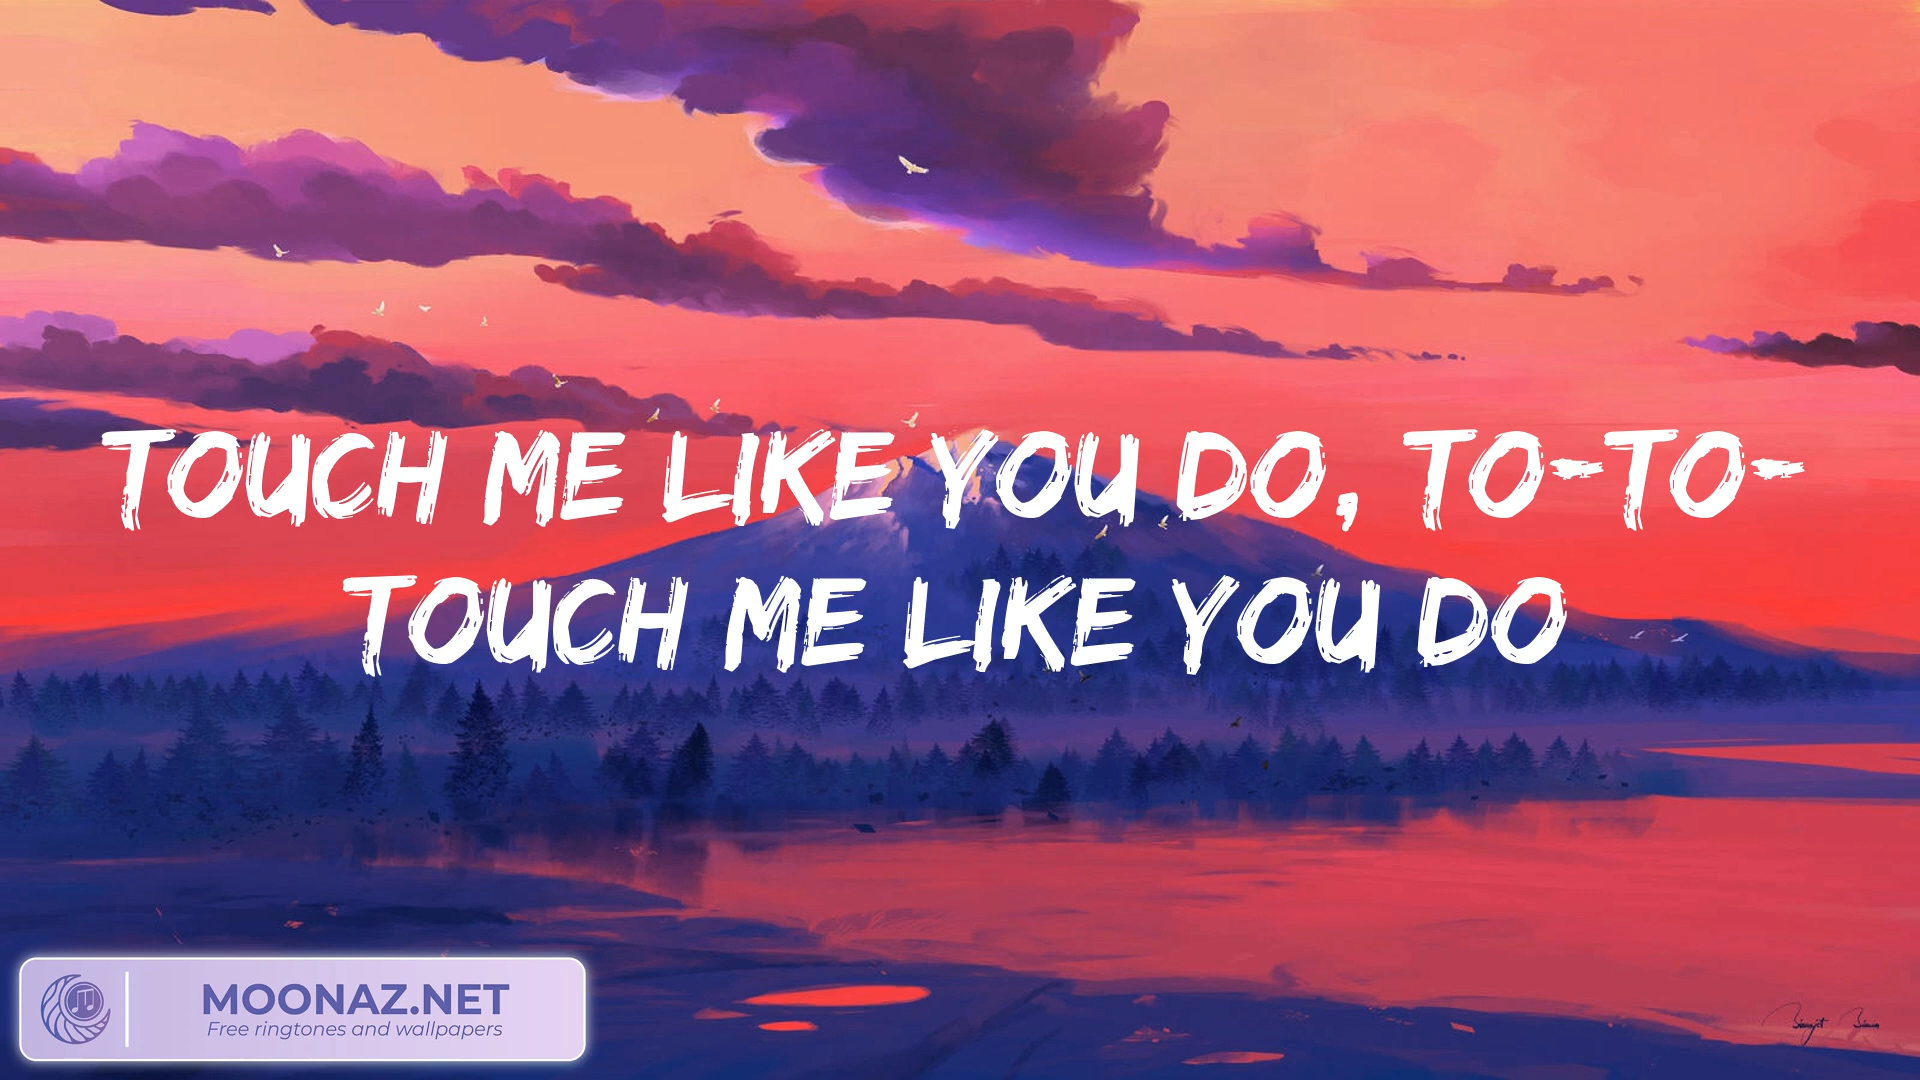 TOUCH ME LIKE YOU DO, TO-TO-
TOUCH ME LIKE YOU DO
MOONAZ.NET
Free ringtones and wallpapers